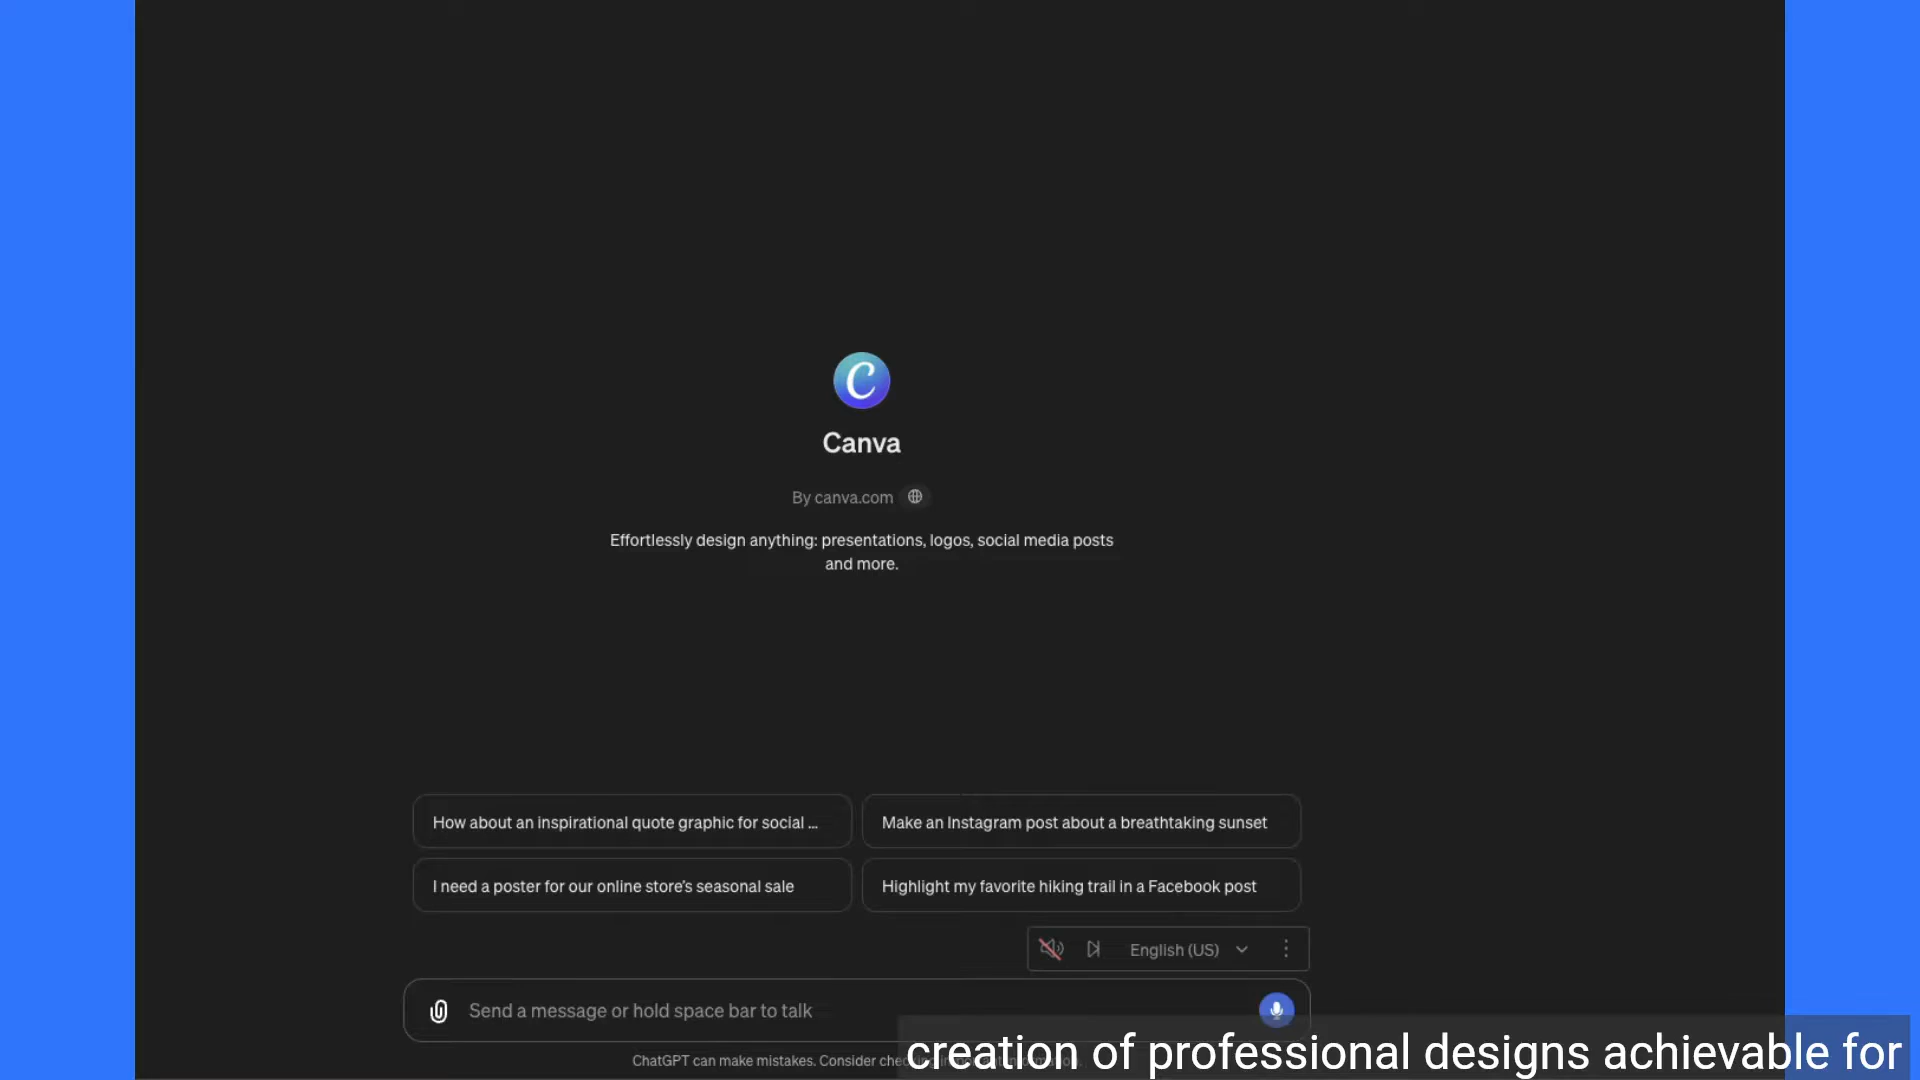 C
Canva
By canva.com
Effortlessly design anything: presentations, logos, social media posts
and more.
How about an inspirational quote graphic for social ...
Make an Instagram post about a breathtaking sunset
I need a poster for our online store's seasonal sale
Highlight my favorite hiking trail in a Facebook post
English (US)
Send a message or hold space bar to talk
ChatGPT can make mistakes. Consider
creation of professional designs achievable for